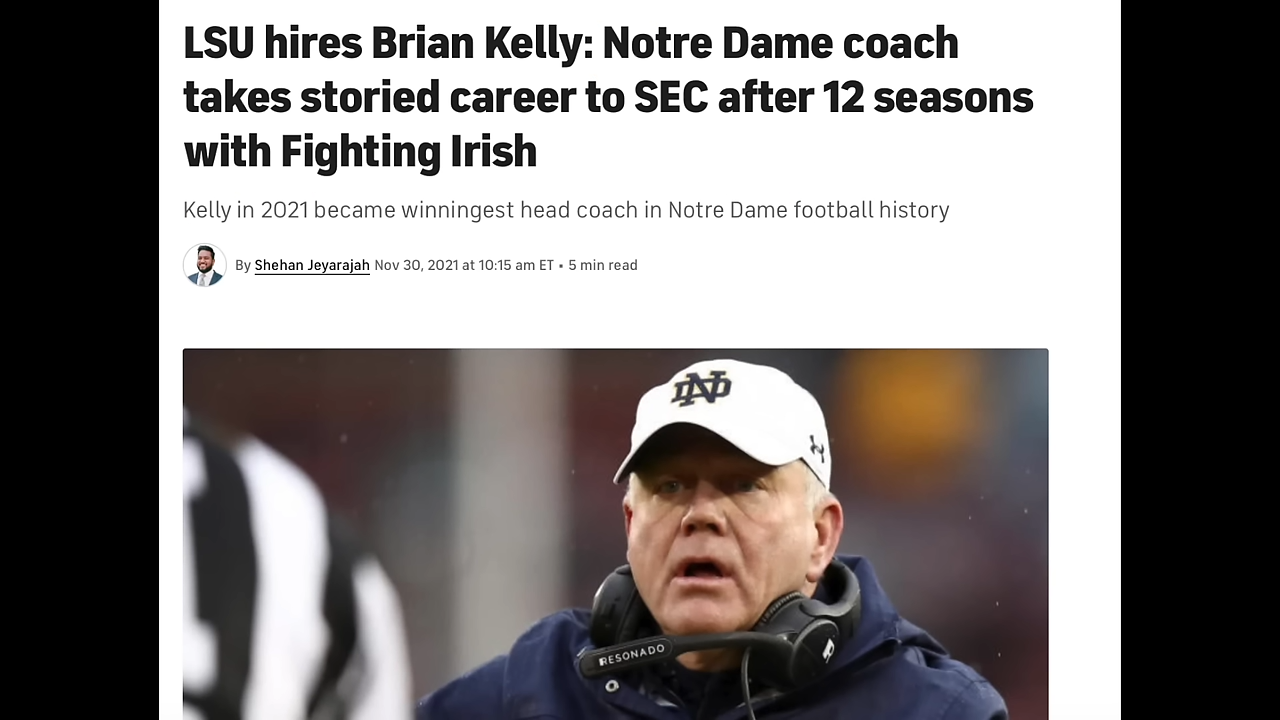 LSU hires Brian Kelly: Notre Dame coach
takes storied career to SEC after 12 seasons
with Fighting Irish
Kelly in 2021 became winningest head coach in Notre Dame football history
By Shehan Jeyarajah Nov 30, 2021 at 10:15 am ET • 5 min read
ND
RESONADO